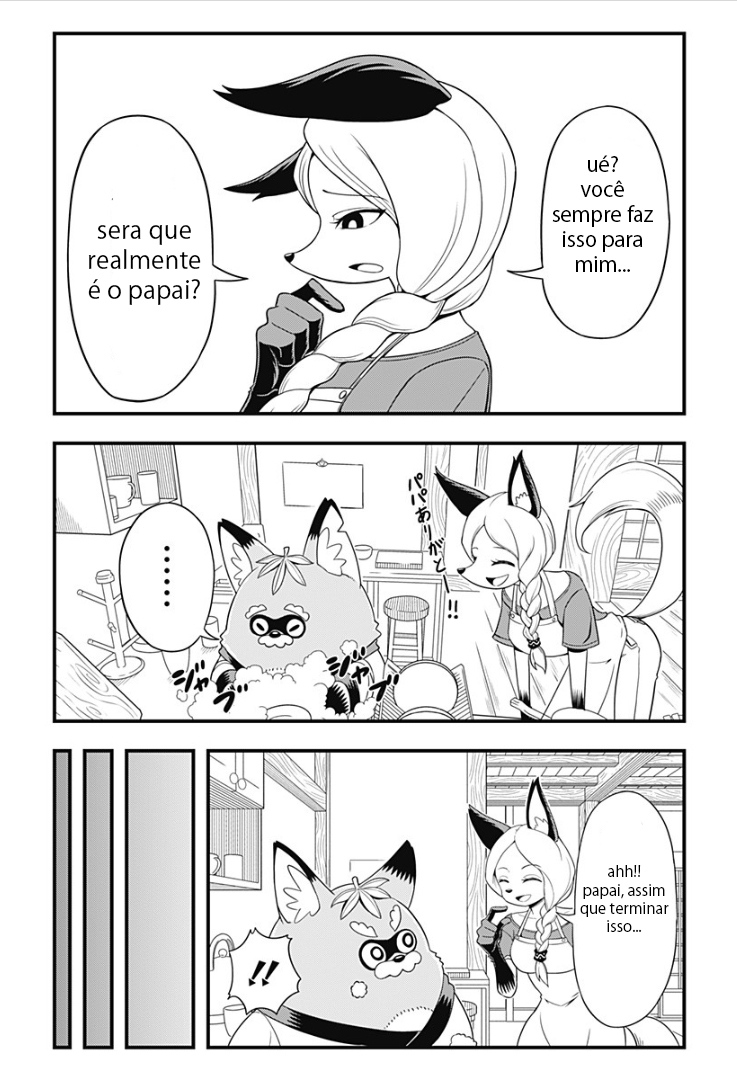 ué?
você
sempre faz
isso para
mim...
sera que
realmente
é o papai?
パパありがとー!!
……
ジャブ
ジャブ
ahh!!
papai, assim
que terminar
isso...
!!